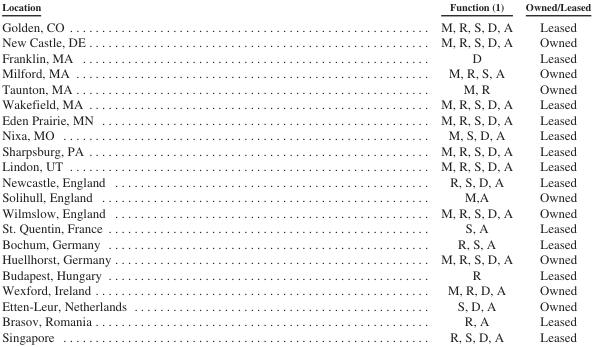 Location Function (1) Owned/Leased
Golden, CO M, R, S, D, A Leased
New Castle, DE M, R, S, D, A Owned
Franklin, MA D Leased
Milford, MA M, R, S, A Owned
Taunton, MA M, R Owned
Wakefield, MA M, R, S, D, A Leased
Eden Prairie, MN M, R, S, D, A Leased
Nixa, MO M, S, D, A Leased
Sharpsburg, PA M, R, S, D, A Leased
Lindon, UT M, R, S, D, A Leased
Newcastle, England R, S, D, A Leased
Solihull, England M,A Owned
Wilmslow, England M, R, S, D, A Owned
St. Quentin, France S, A Leased
Bochum, Germany R, S, A Leased
Huellhorst, Germany M, R, S, D, A Owned
Budapest, Hungary R Leased
Wexford, Ireland M, R, D, A Owned
Etten-Leur, Netherlands S, D, A Owned
Brasov, Romania R, A Leased
Singapore R, S, D, A Leased